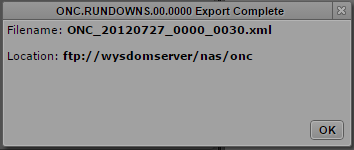 ONC.RUNDOWNS.00.0000 Export Complete
Filename: ONC_20120727_0000_0030.xml
Location: ftp://wysdomserver/nas/onc
OK